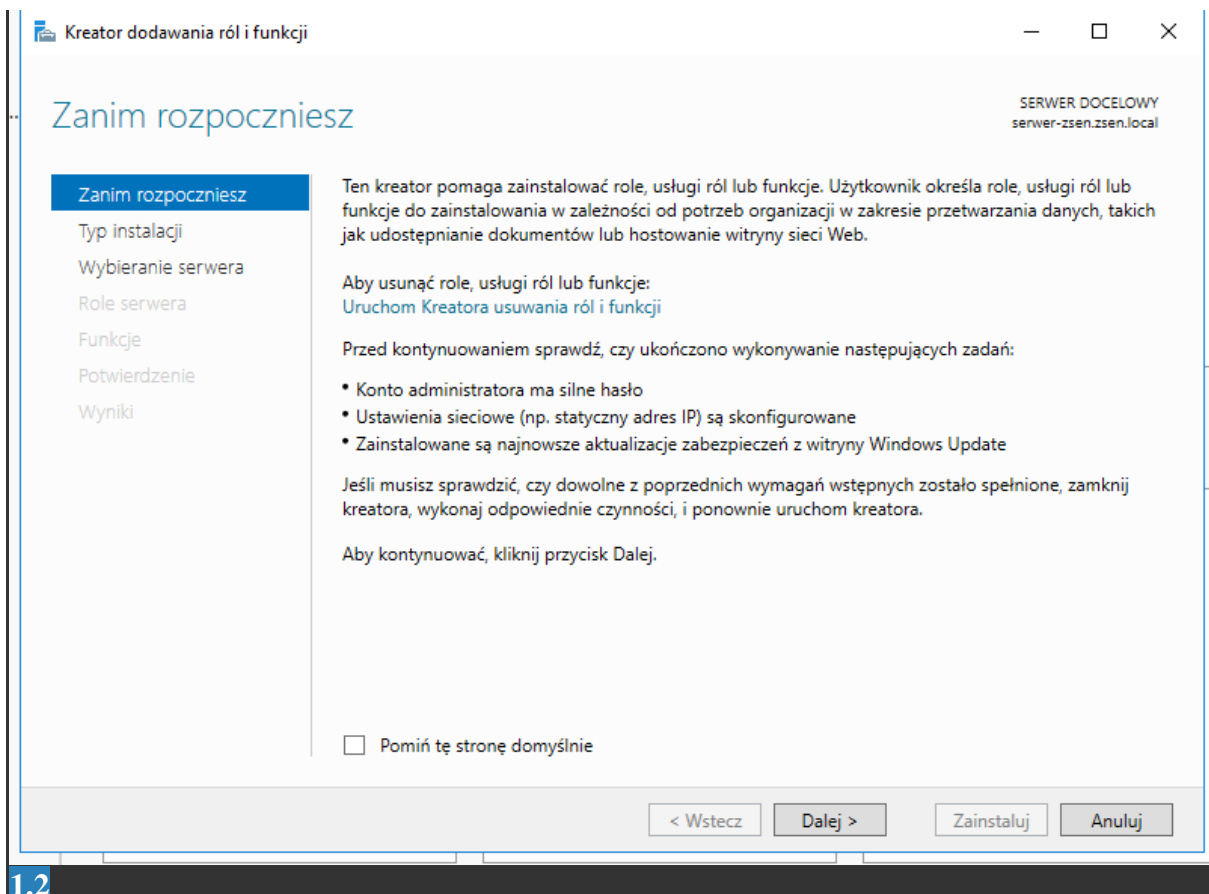 Kreator dodawania ról i funkcji
Zanim rozpoczniesz
SERWER DOCELOWY
serwer-zsen.zsen.local
Zanim rozpoczniesz
Typ instalacji
Wybieranie serwera
Role serwera
Funkcje
Potwierdzenie
Wyniki
Ten kreator pomaga zainstalować role, usługi ról lub funkcje. Użytkownik określa role, usługi ról lub
funkcje do zainstalowania w zależności od potrzeb organizacji w zakresie przetwarzania danych, takich
jak udostępnianie dokumentów lub hostowanie witryny sieci Web.
Aby usunąć role, usługi ról lub funkcje:
Uruchom Kreatora usuwania ról i funkcji
Przed kontynuowaniem sprawdź, czy ukończono wykonywanie następujących zadań:
• Konto administratora ma silne hasło
• Ustawienia sieciowe (np. statyczny adres IP) są skonfigurowane
• Zainstalowane są najnowsze aktualizacje zabezpieczeń z witryny Windows Update
Jeśli musisz sprawdzić, czy dowolne z poprzednich wymagań wstępnych zostało spełnione, zamknij
kreatora, wykonaj odpowiednie czynności, i ponownie uruchom kreatora.
Aby kontynuować, kliknij przycisk Dalej.
Pomiń tę stronę domyślnie
< Wstecz
Dalej >
Zainstaluj
Anuluj
1.2